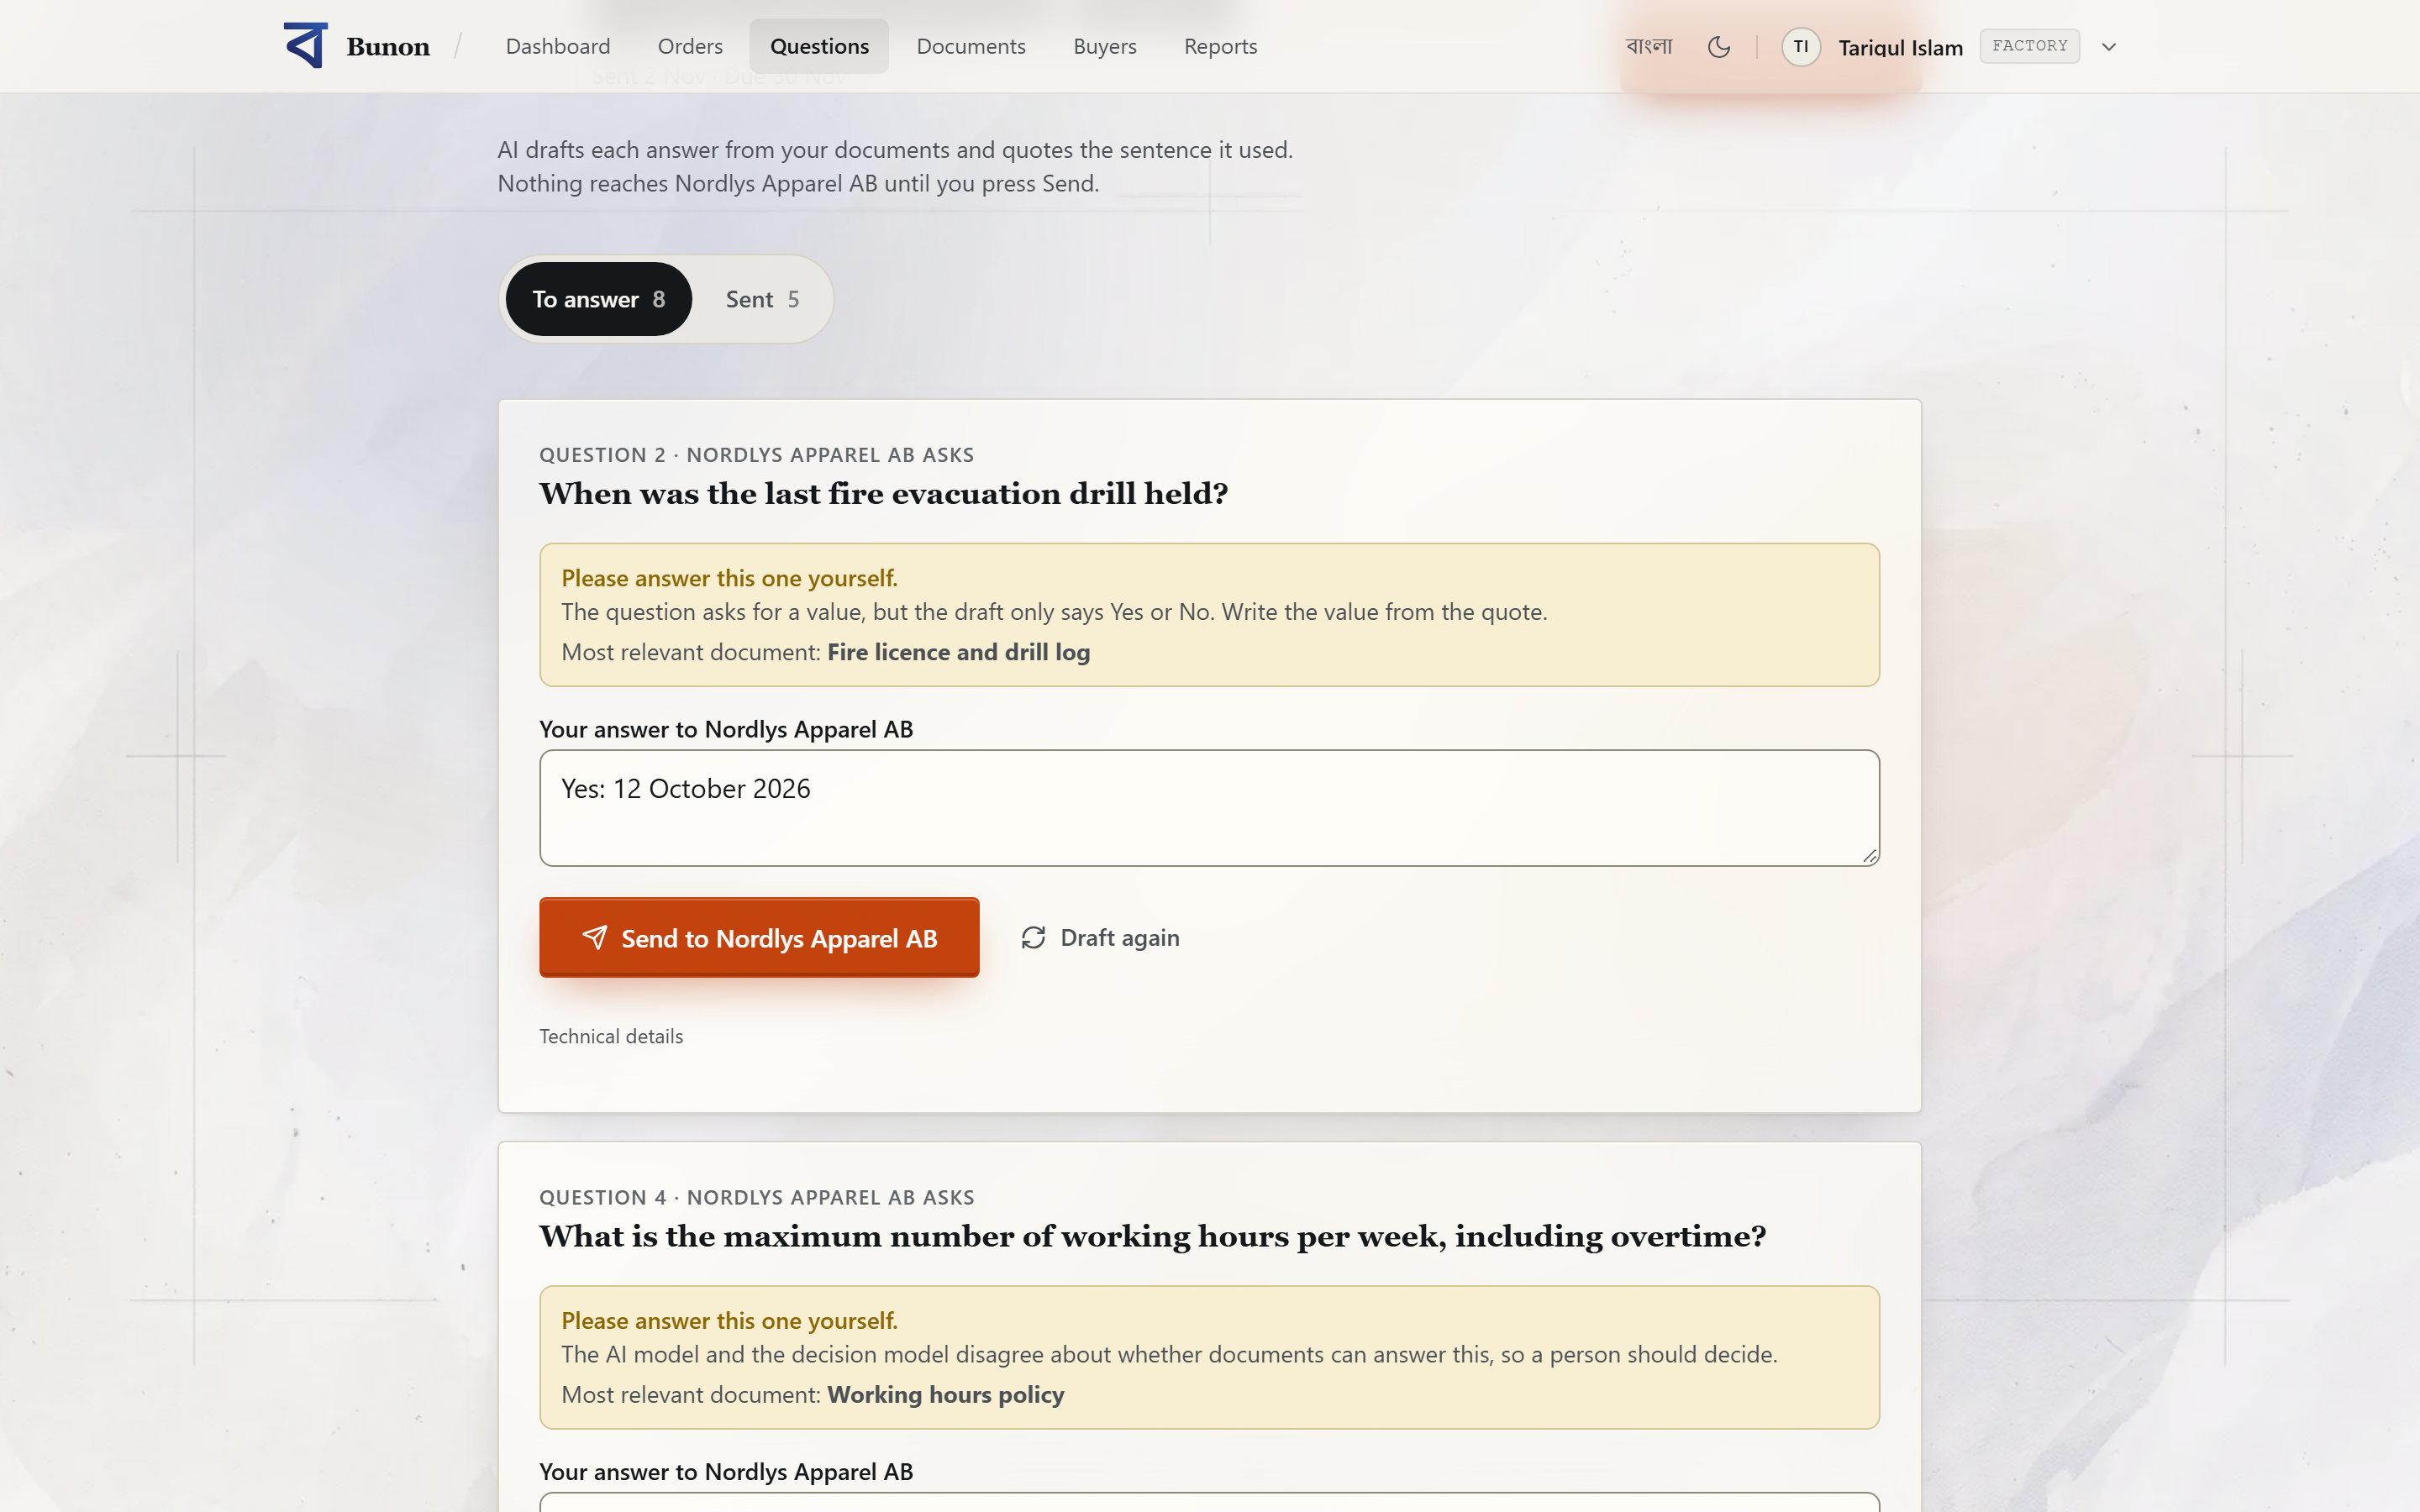 Bunon / Dashboard Orders Questions Documents Buyers Reports বাংলা TI Tariqul Islam FACTORY
Sent 2 Nov Due 30 Nov
AI drafts each answer from your documents and quotes the sentence it used.
Nothing reaches Nordlys Apparel AB until you press Send.
To answer 8 Sent 5
QUESTION 2 · NORDLYS APPAREL AB ASKS
When was the last fire evacuation drill held?
Please answer this one yourself.
The question asks for a value, but the draft only says Yes or No. Write the value from the quote.
Most relevant document: Fire licence and drill log
Your answer to Nordlys Apparel AB
Yes: 12 October 2026
Send to Nordlys Apparel AB Draft again
Technical details
QUESTION 4 · NORDLYS APPAREL AB ASKS
What is the maximum number of working hours per week, including overtime?
Please answer this one yourself.
The AI model and the decision model disagree about whether documents can answer this, so a person should decide.
Most relevant document: Working hours policy
Your answer to Nordlys Apparel AB